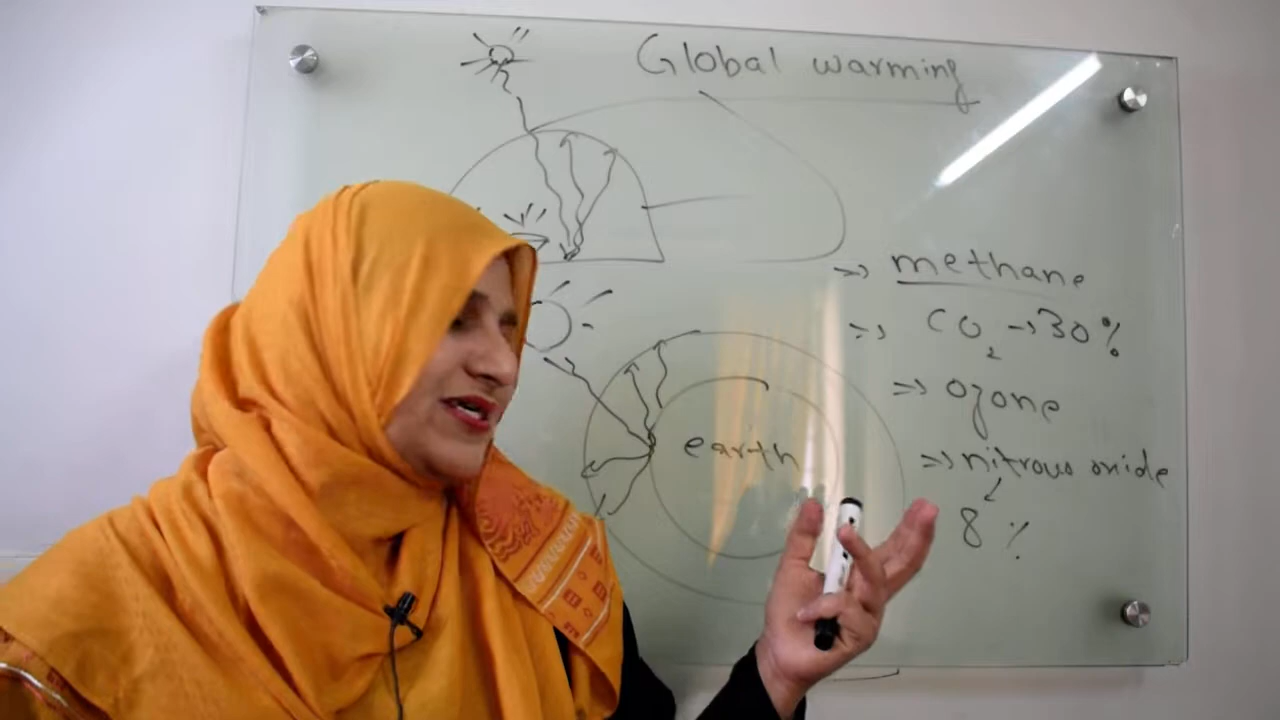 Global warming
⇒ methane
⇒ CO₂ → 30%
⇒ ozone
earth
⇒ nitrous oxide
8%